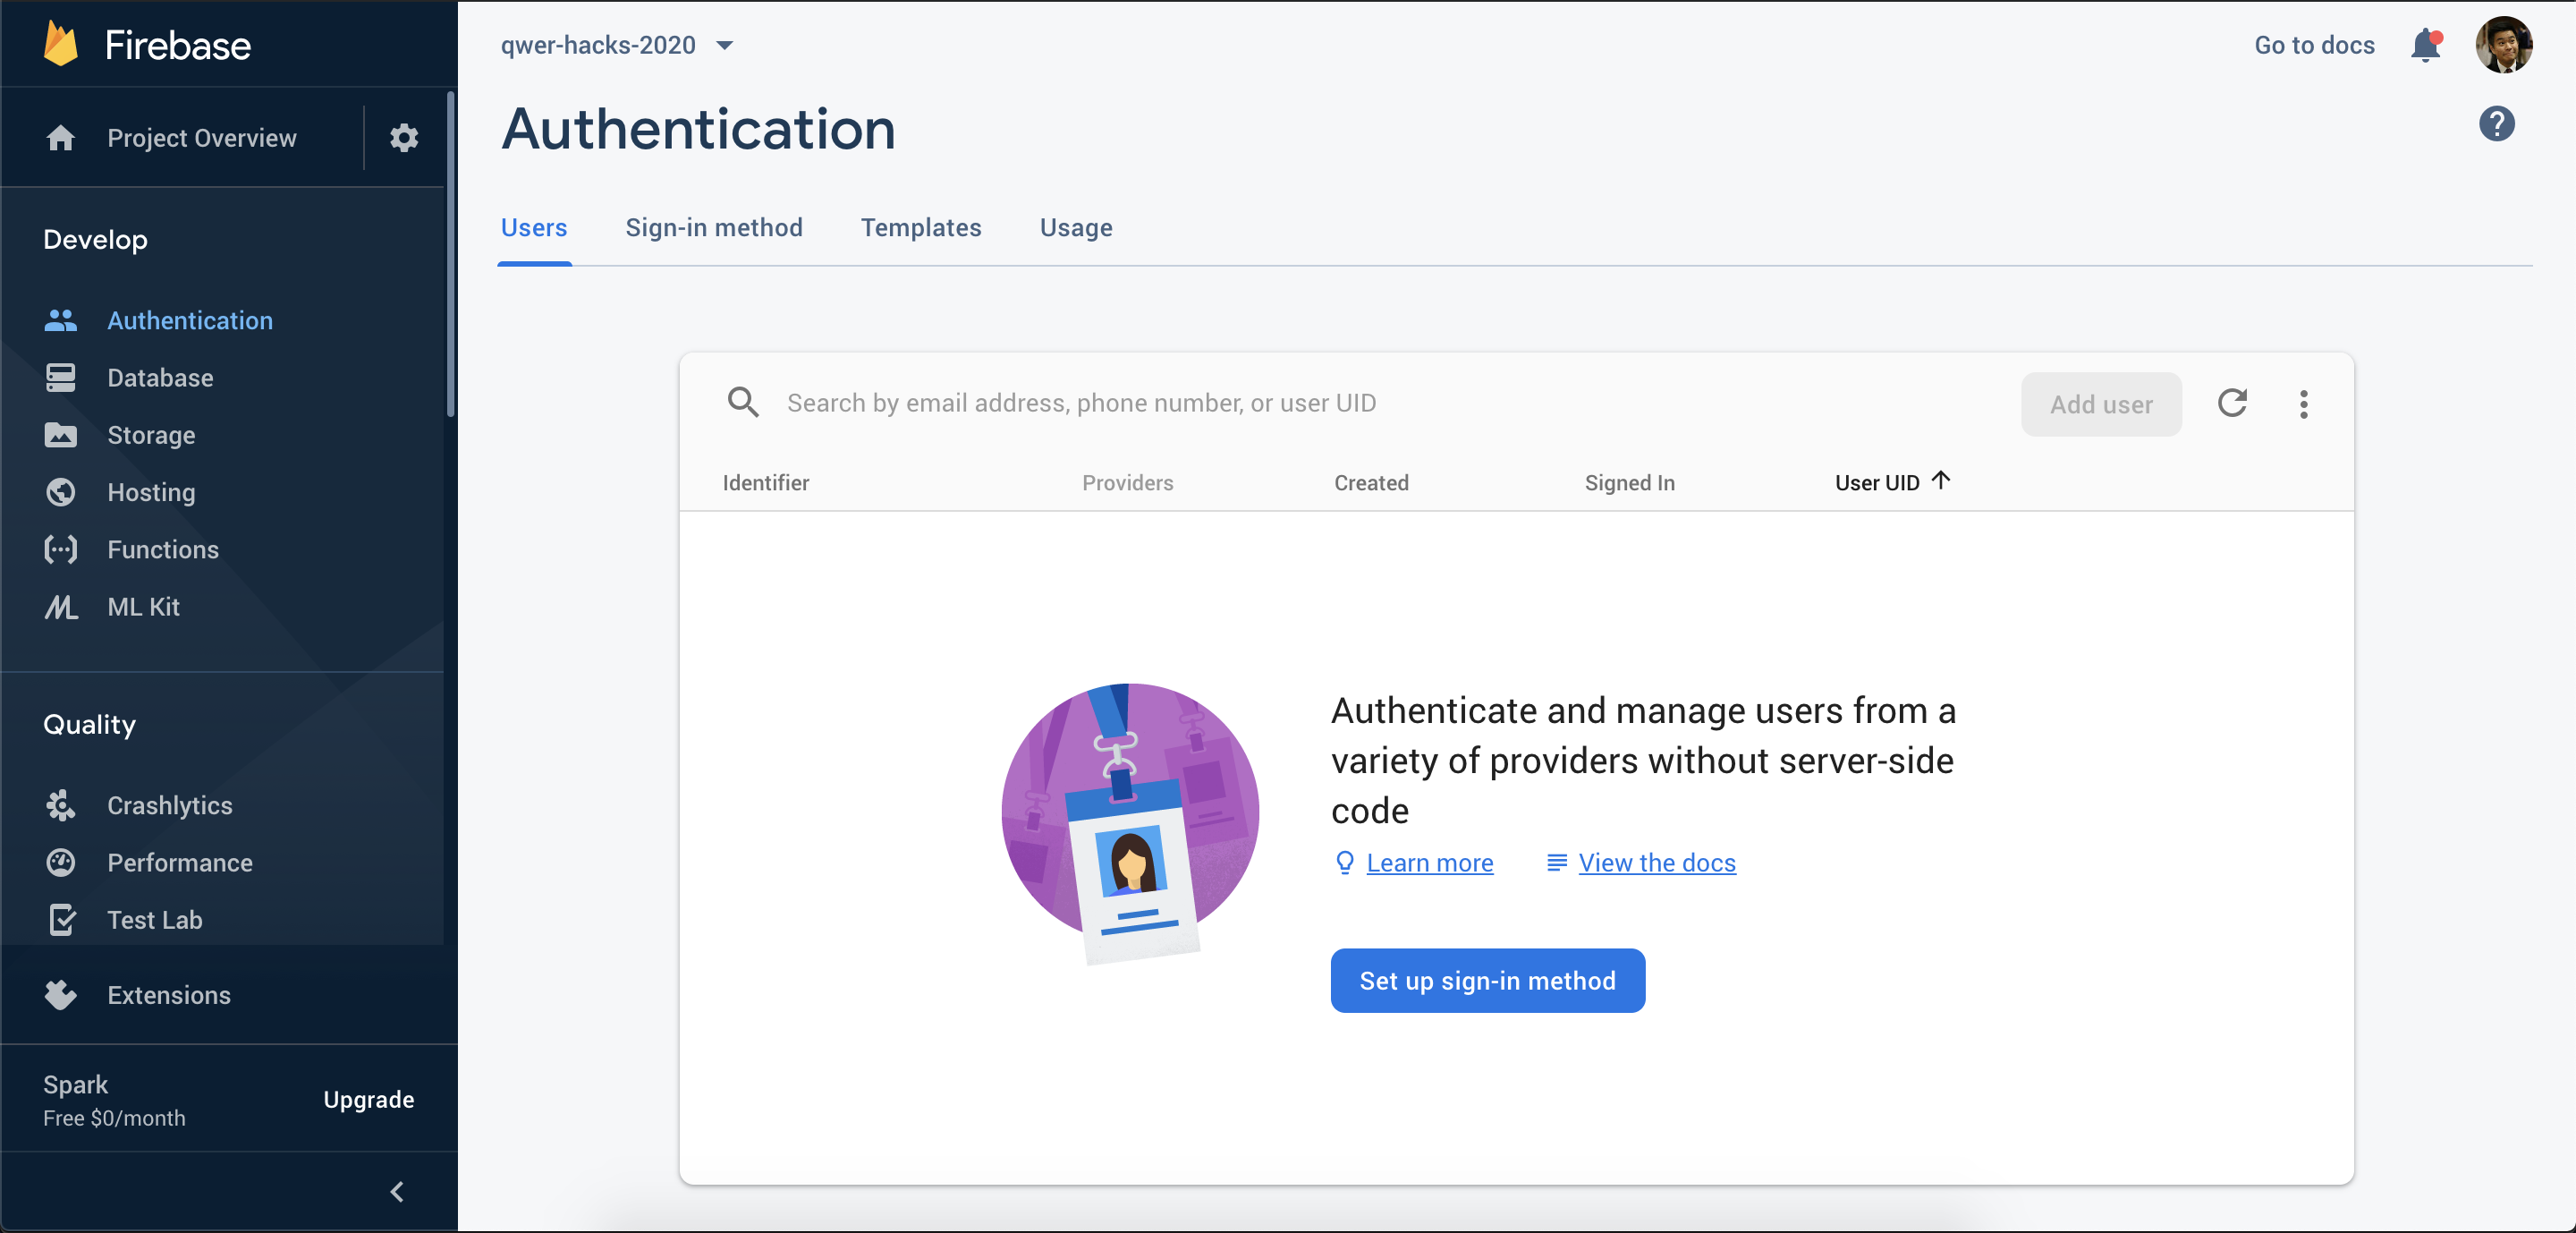 Firebase
Project Overview
Develop
Authentication
Database
Storage
Hosting
Functions
ML Kit
Quality
Crashlytics
Performance
Test Lab
Extensions
Spark
Free $0/month
Upgrade
qwer-hacks-2020
Go to docs
Authentication
Users Sign-in method Templates Usage
Search by email address, phone number, or user UID
Add user
Identifier Providers Created Signed In User UID
Authenticate and manage users from a
variety of providers without server-side
code
Learn more View the docs
Set up sign-in method